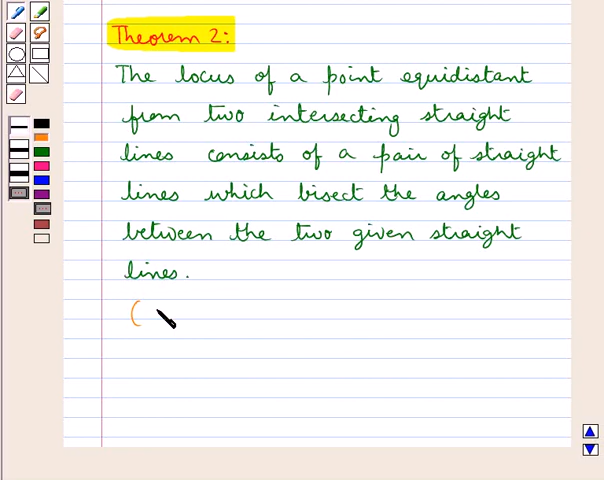 Theorem 2:
The locus of a point equidistant
from two intersecting straight
lines consists of a pair of straight
lines which bisect the angles
between the two given straight
lines.
(